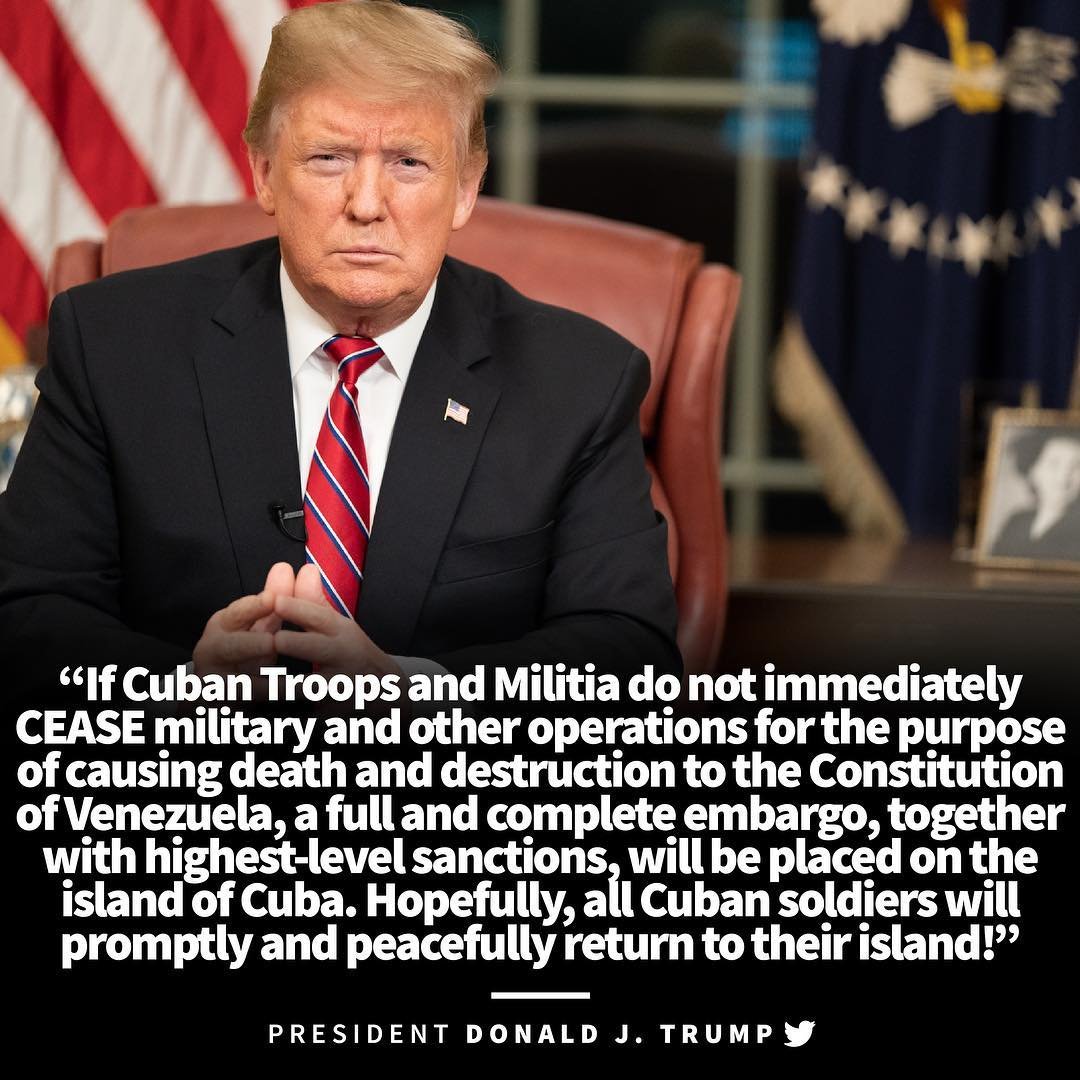 “If Cuban Troops and Militia do not immediately
CEASE military and other operations for the purpose
of causing death and destruction to the Constitution
of Venezuela, a full and complete embargo, together
with highest-level sanctions, will be placed on the
island of Cuba. Hopefully, all Cuban soldiers will
promptly and peacefully return to their island!”
PRESIDENT DONALD J. TRUMP